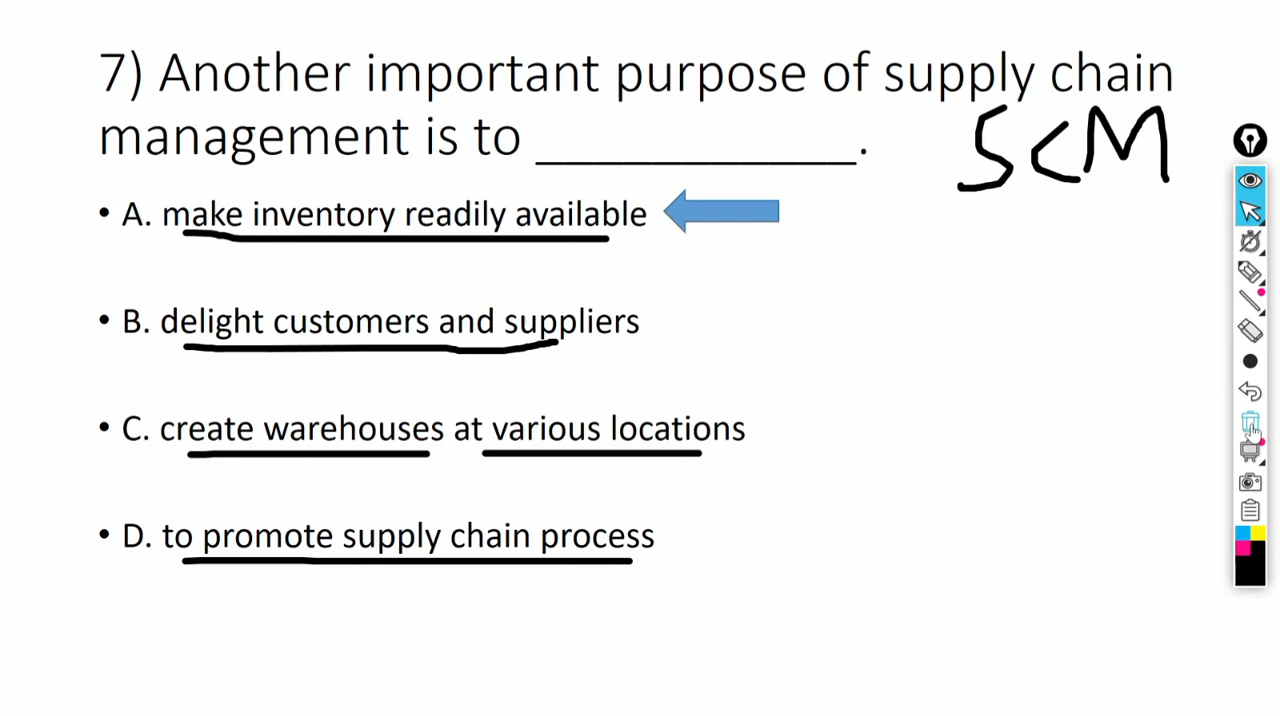 7) Another important purpose of supply chain
management is to ______________.
SCM
• A. make inventory readily available
• B. delight customers and suppliers
• C. create warehouses at various locations
• D. to promote supply chain process